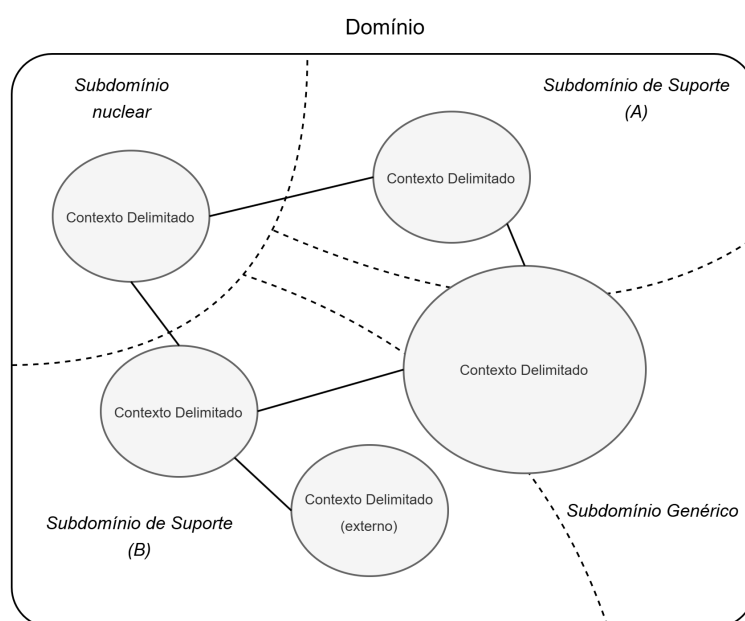 Domínio
Subdomínio
nuclear
Subdomínio de Suporte
(A)
Contexto Delimitado
Contexto Delimitado
Contexto Delimitado
Contexto Delimitado
Contexto Delimitado
(externo)
Subdomínio de Suporte
(B)
Subdomínio Genérico